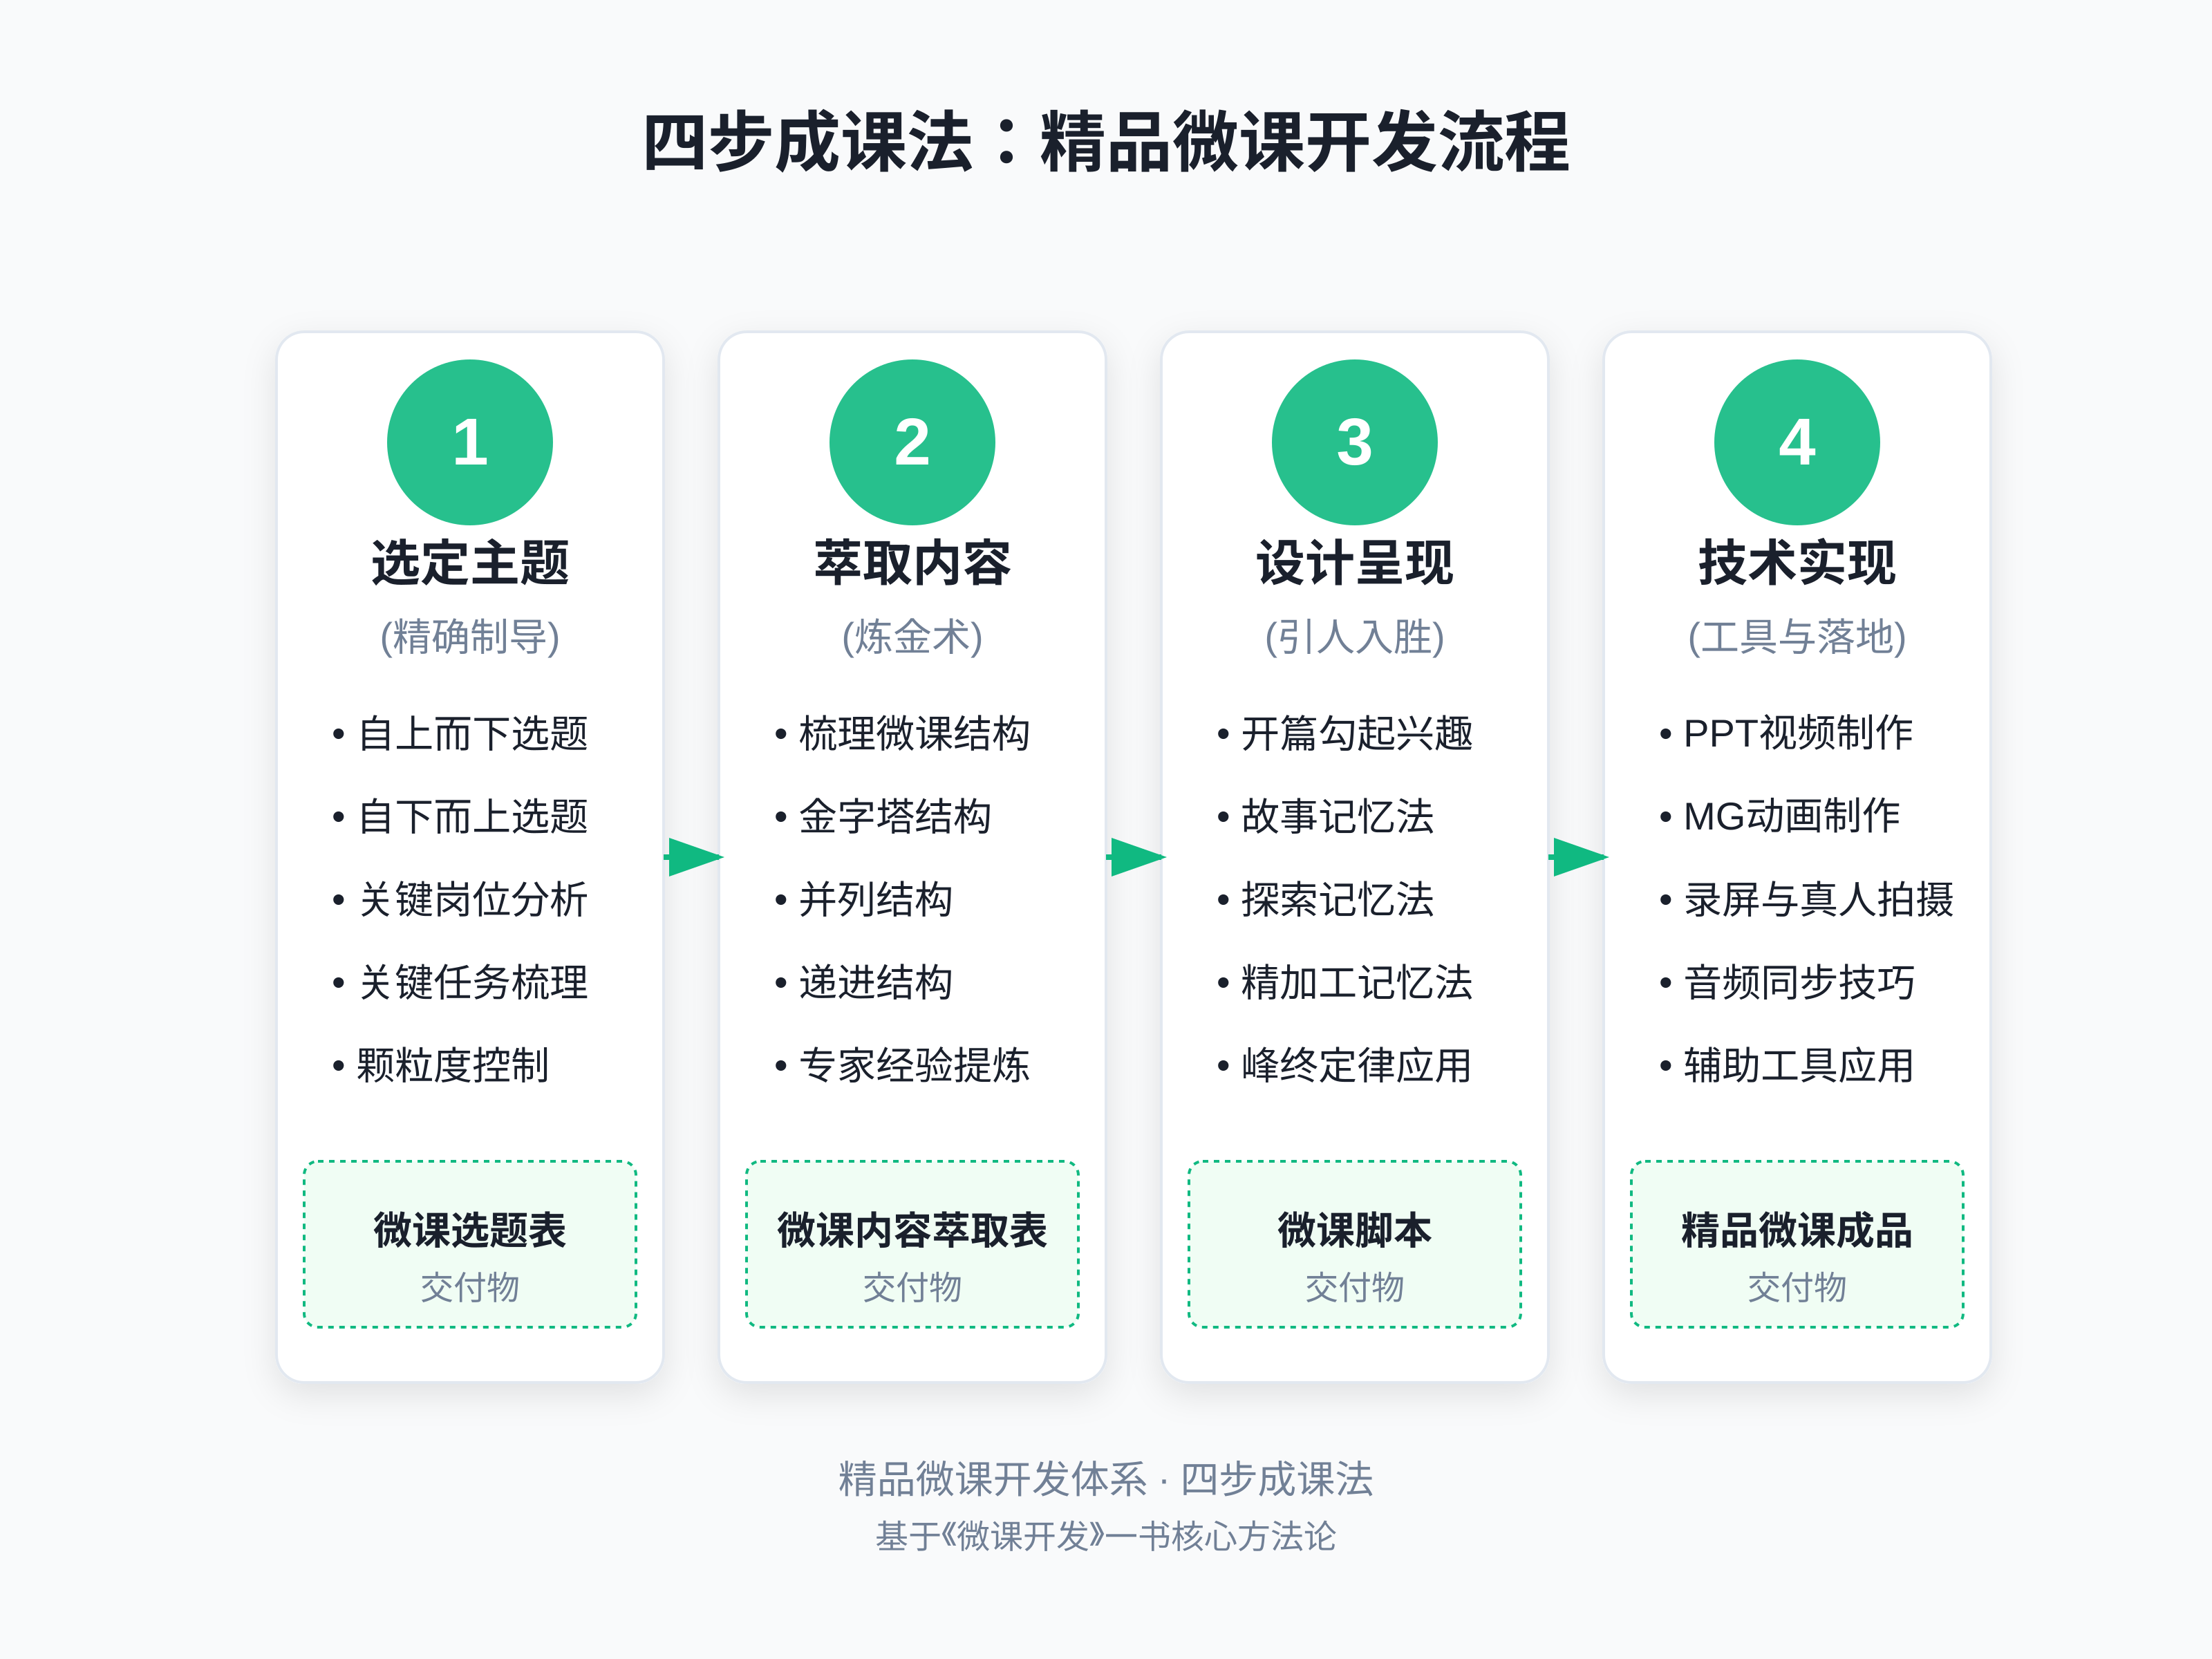 四步成课法：精品微课开发流程
1
选定主题
(精确制导)
• 自上而下选题
• 自下而上选题
• 关键岗位分析
• 关键任务梳理
• 颗粒度控制
微课选题表
交付物
2
萃取内容
(炼金术)
• 梳理微课结构
• 金字塔结构
• 并列结构
• 递进结构
• 专家经验提炼
微课内容萃取表
交付物
3
设计呈现
(引人入胜)
• 开篇勾起兴趣
• 故事记忆法
• 探索记忆法
• 精加工记忆法
• 峰终定律应用
微课脚本
交付物
4
技术实现
(工具与落地)
• PPT视频制作
• MG动画制作
• 录屏与真人拍摄
• 音频同步技巧
• 辅助工具应用
精品微课成品
交付物
精品微课开发体系 · 四步成课法
基于《微课开发》一书核心方法论